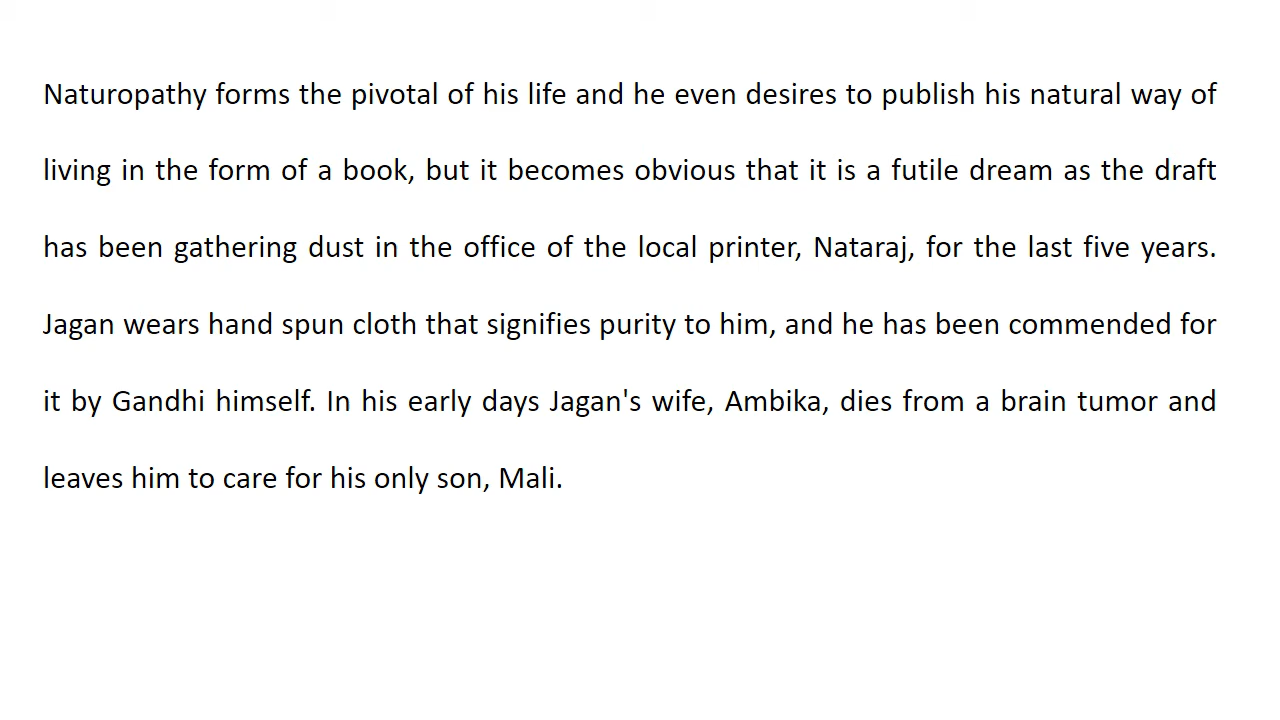 Naturopathy forms the pivotal of his life and he even desires to publish his natural way of
living in the form of a book, but it becomes obvious that it is a futile dream as the draft
has been gathering dust in the office of the local printer, Nataraj, for the last five years.
Jagan wears hand spun cloth that signifies purity to him, and he has been commended for
it by Gandhi himself. In his early days Jagan's wife, Ambika, dies from a brain tumor and
leaves him to care for his only son, Mali.